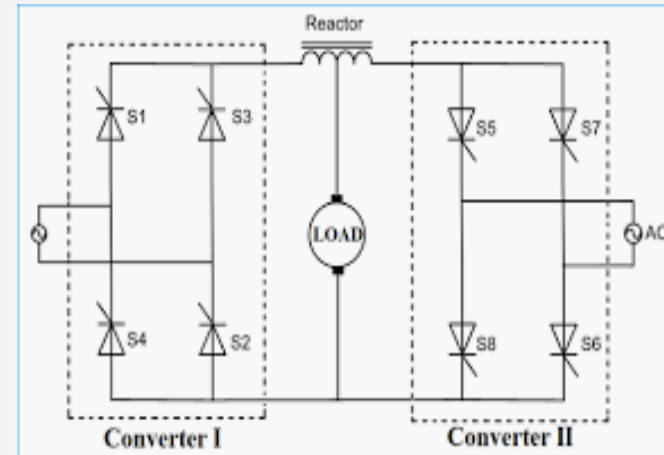 Reactor
S1
S3
S5
S7
LOAD
AC
S4
S2
S8
S6
Converter I
Converter II